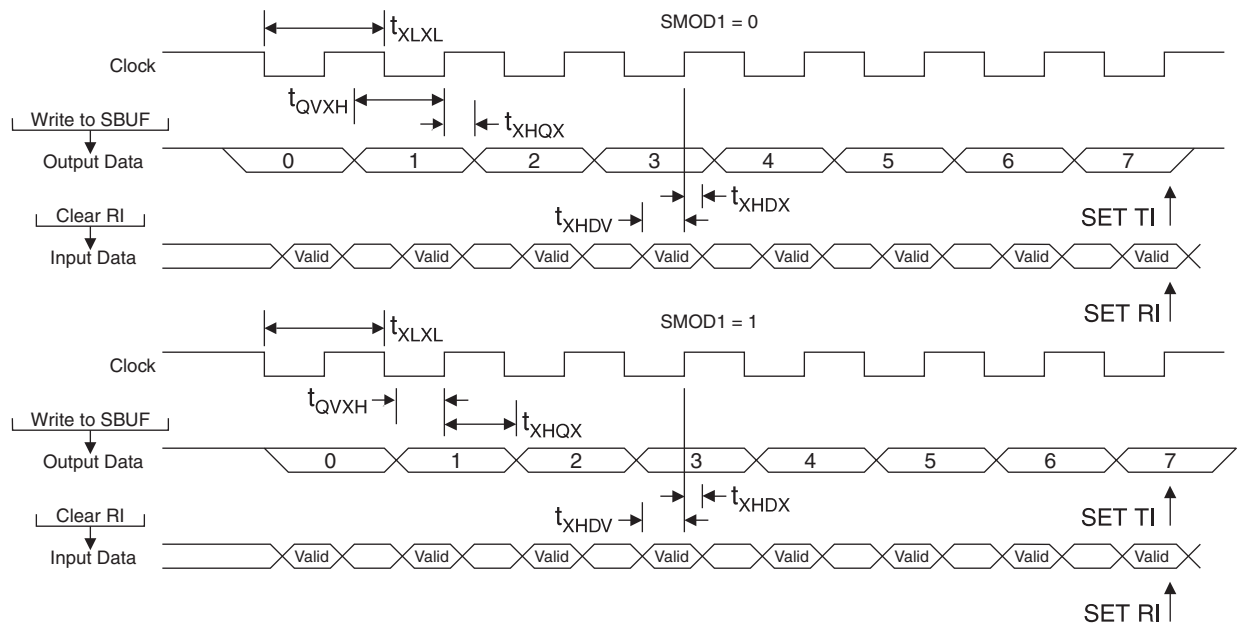 SMOD1 = 0
tXLXL
Clock
tQVXH
tXHQX
Write to SBUF
Output Data
0 1 2 3 4 5 6 7
tXHDX
tXHDV
SET TI
Clear RI
Input Data
Valid Valid Valid Valid Valid Valid Valid Valid
SET RI
SMOD1 = 1
tXLXL
Clock
tQVXH
tXHQX
Write to SBUF
Output Data
0 1 2 3 4 5 6 7
tXHDX
tXHDV
SET TI
Clear RI
Input Data
Valid Valid Valid Valid Valid Valid Valid Valid
SET RI